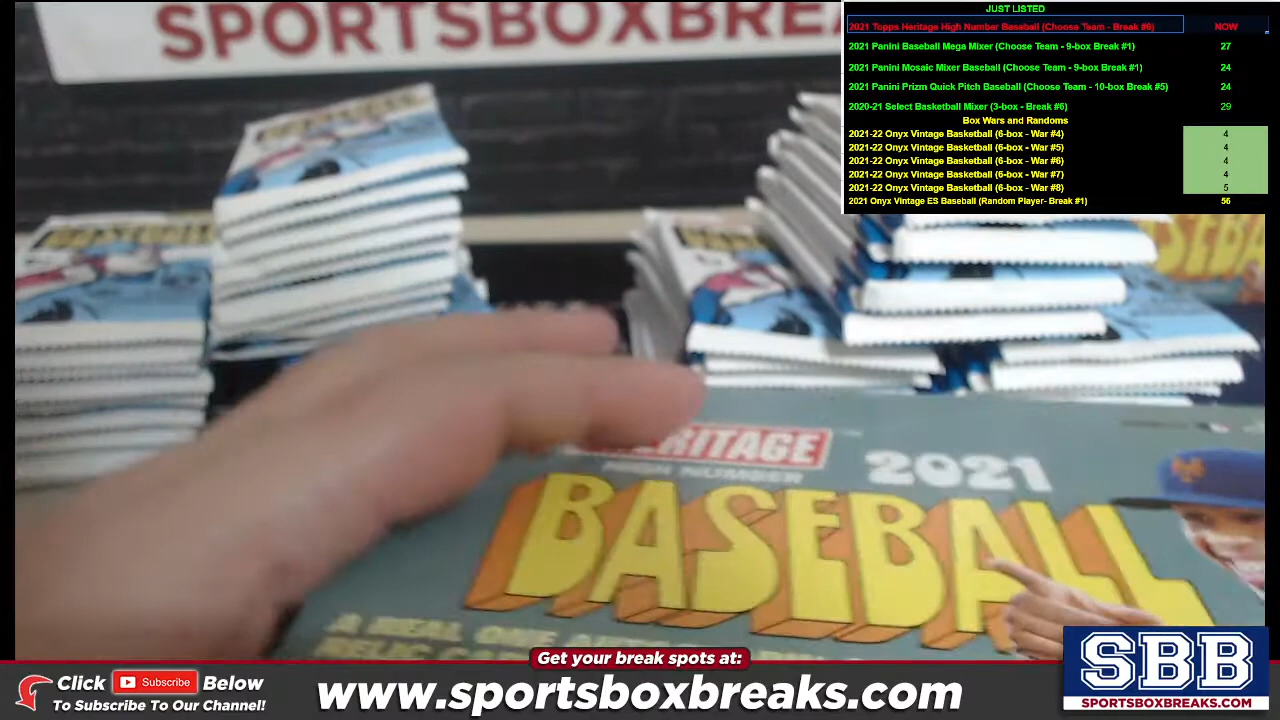 SPORTSBOXBREA
JUST LISTED
2021 Topps Heritage High Number Baseball (Choose Team - Break #6) NOW
2021 Panini Baseball Mega Mixer (Choose Team - 9-box Break #1) 27
2021 Panini Mosaic Mixer Baseball (Choose Team - 9-box Break #1) 24
2021 Panini Prizm Quick Pitch Baseball (Choose Team - 10-box Break #5) 24
2020-21 Select Basketball Mixer (3-box - Break #6) 29
Box Wars and Randoms
2021-22 Onyx Vintage Basketball (6-box - War #4) 4
2021-22 Onyx Vintage Basketball (6-box - War #5) 4
2021-22 Onyx Vintage Basketball (6-box - War #6) 4
2021-22 Onyx Vintage Basketball (6-box - War #7) 4
2021-22 Onyx Vintage Basketball (6-box - War #8) 5
2021 Onyx Vintage ES Baseball (Random Player- Break #1) 56
BASEBALL
SEBA
RITAGE
HIGH NUMBER
2021
BASEBALL
A REAL ONE AUT
Get your break spots at:
Click Subscribe Below
To Subscribe To Our Channel!
www.sportsboxbreaks.com
SBB
SPORTSBOXBREAKS.COM